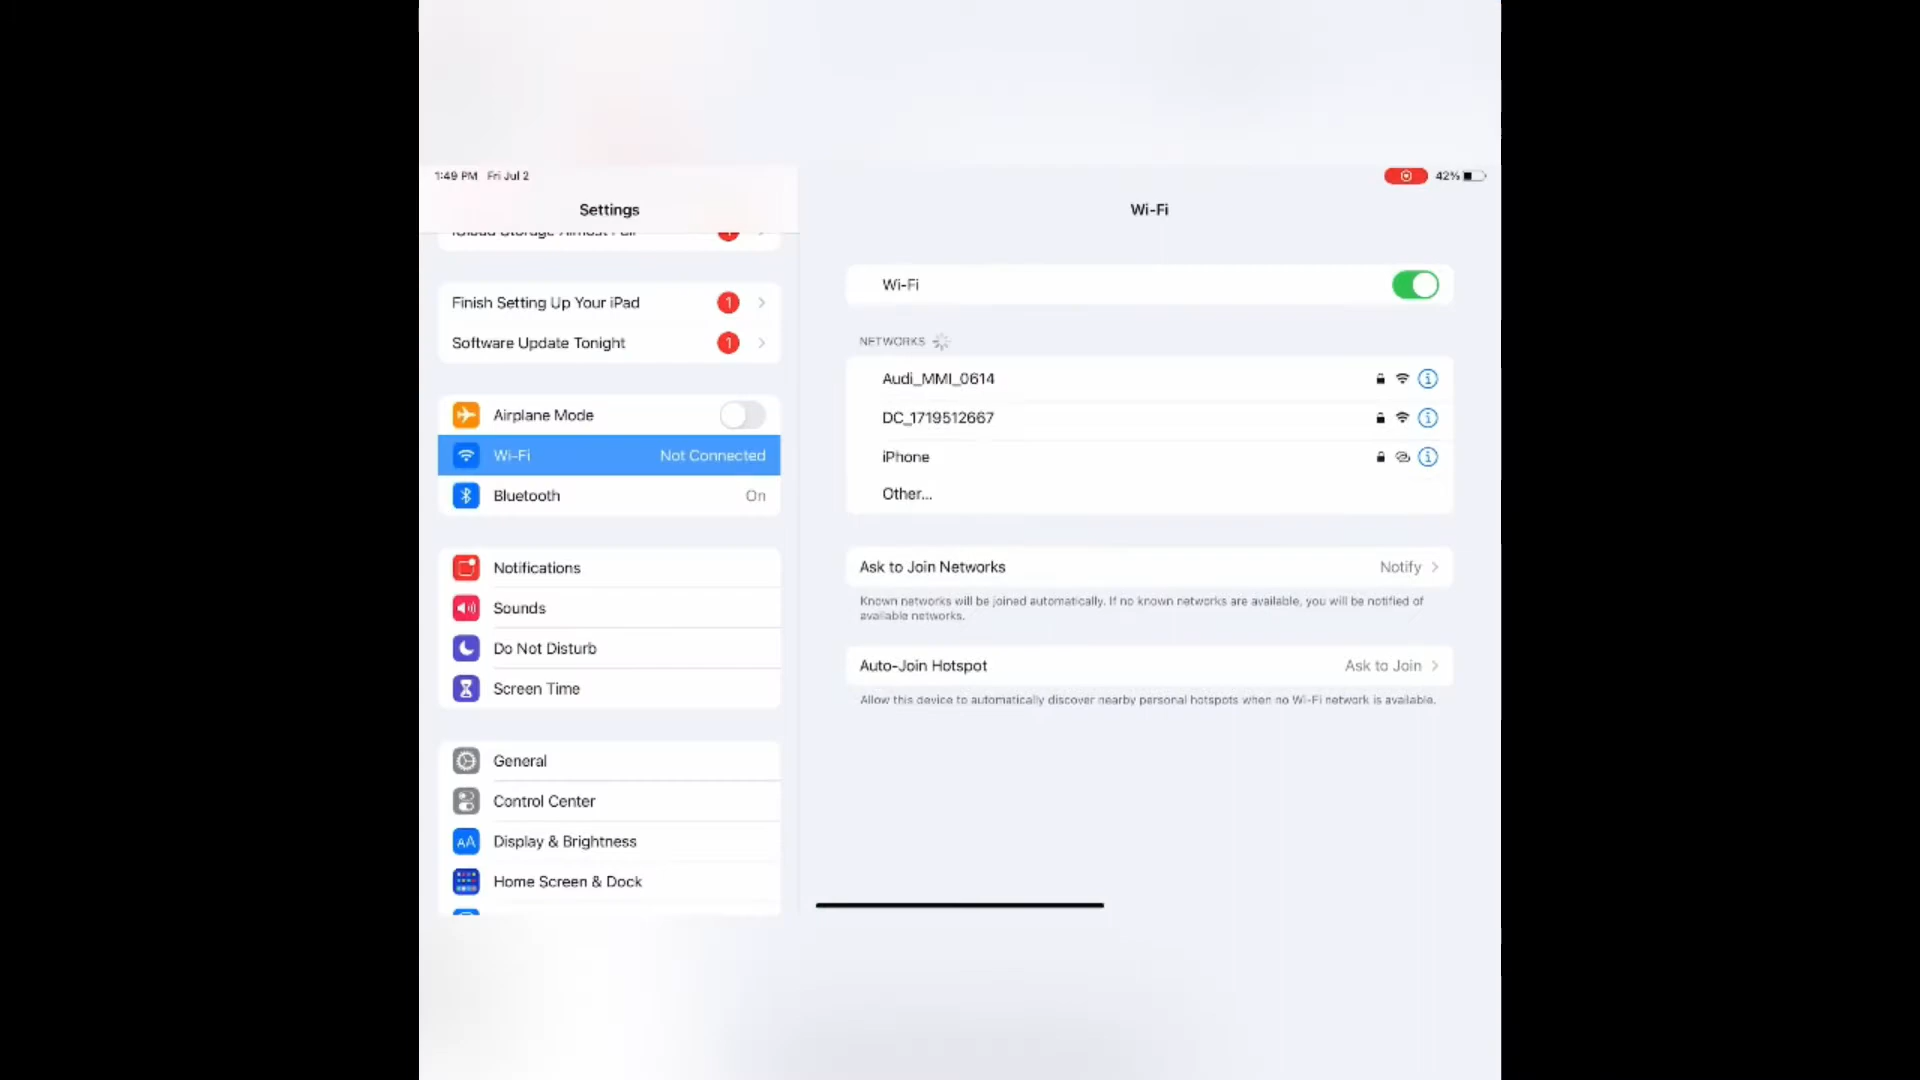 1:49 PM Fri Jul 2
42%
Settings
iCloud Storage Almost Full
Finish Setting Up Your iPad 1
Software Update Tonight 1
Airplane Mode
Wi-Fi Not Connected
Bluetooth On
Notifications
Sounds
Do Not Disturb
Screen Time
General
Control Center
AA Display & Brightness
Home Screen & Dock
Wi-Fi
Wi-Fi
NETWORKS
Audi_MMI_0614
DC_1719512667
iPhone
Other...
Ask to Join Networks Notify
Known networks will be joined automatically. If no known networks are available, you will be notified of
available networks.
Auto-Join Hotspot Ask to Join
Allow this device to automatically discover nearby personal hotspots when no Wi-Fi network is available.